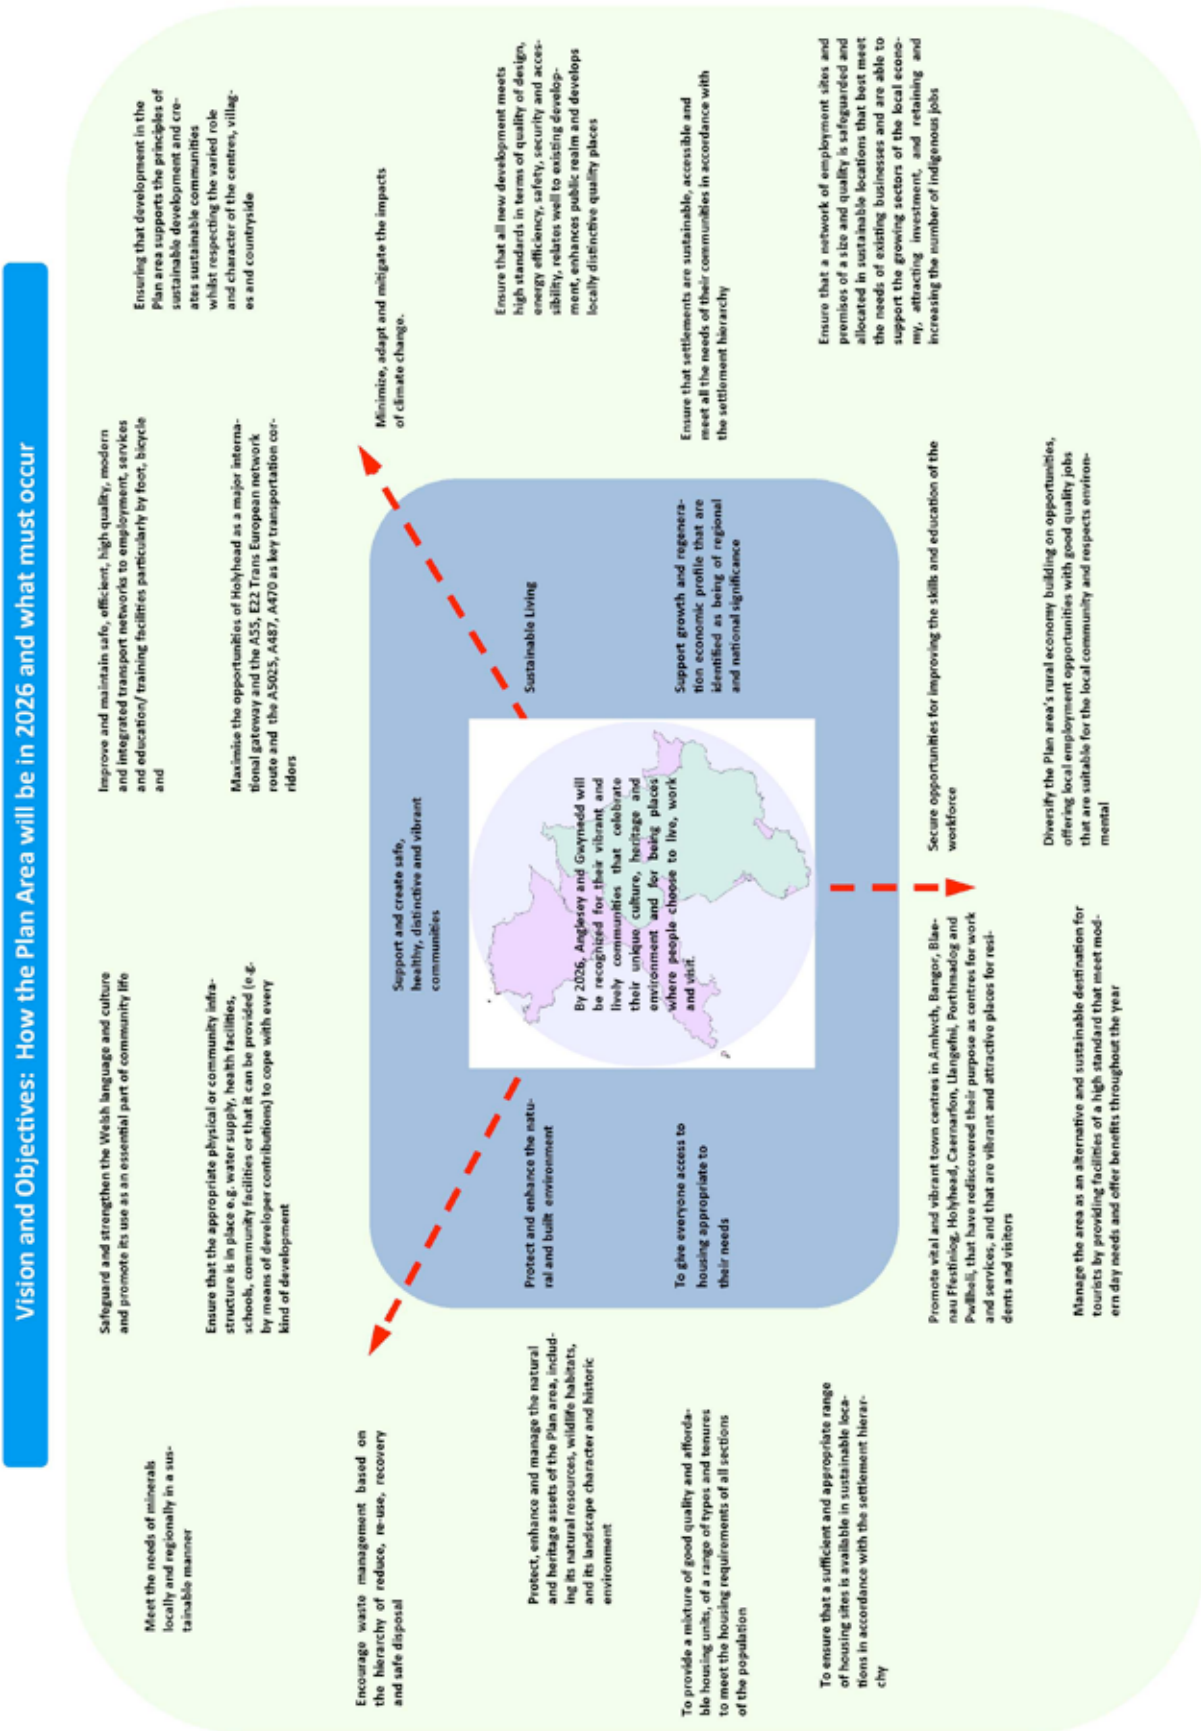 Vision and Objectives:  How the Plan Area will be in 2026 and what must occur
Meet the needs of minerals
locally and regionally in a sus-
tainable manner
Safeguard and strengthen the Welsh language and culture
and promote its use as an essential part of community life
Improve and maintain safe, efficient, high quality, modern
and integrated transport networks to employment, services
and education/ training facilities particularly by foot, bicycle
and
Ensuring that development in the
Plan area supports the principles of
sustainable development and cre-
ates sustainable communities
whilst respecting the varied role
and character of the centres, villag-
es and countryside
Ensure that the appropriate physical or community infra-
structure is in place e.g. water supply, health facilities,
schools, community facilities or that it can be provided (e.g.
by means of developer contributions) to cope with every
kind of development
Maximise the opportunities of Holyhead as a major interna-
tional gateway and the A55, E22 Trans European network
route and  the A5025, A487, A470 as key transportation cor-
ridors
Encourage waste management based on
the hierarchy of reduce, re-use, recovery
and safe disposal
Support and create safe,
healthy, distinctive and vibrant
communities
Minimize, adapt and mitigate the impacts
of climate change.
Protect, enhance and manage the natural
and heritage assets of the Plan area, includ-
ing its natural resources, wildlife habitats,
and its landscape character and historic
environment
Protect and enhance the natu-
ral and built environment
Sustainable Living
Ensure that all new development meets
high standards in terms of quality of design,
energy efficiency, safety, security and acces-
sibility, relates well to existing develop-
ment, enhances public realm and develops
locally distinctive quality places
By 2026, Anglesey and Gwynedd will
be recognized for their vibrant and
lively communities that celebrate
their unique culture, heritage and
environment and for being places
where people choose to live, work
and visit.
To provide a mixture of good quality and afforda-
ble housing units, of a range of types and tenures
to meet the housing requirements of all sections
of the population
To give everyone access to
housing appropriate to
their needs
Support growth and regenera-
tion economic profile that are
identified as being of regional
and national significance
Ensure that settlements are sustainable, accessible and
meet all the needs of their communities in accordance with
the settlement hierarchy
To ensure that a sufficient and appropriate range
of housing sites is available in sustainable loca-
tions in accordance with the settlement hierar-
chy
Promote vital and vibrant town centres in Amlwch, Bangor, Blae-
nau Ffestiniog, Holyhead, Caernarfon, Llangefni, Porthmadog and
Pwllheli, that have rediscovered their purpose as centres for work
and services, and that are vibrant and attractive places for resi-
dents and visitors
Secure opportunities for improving the skills and education of the
workforce
Ensure that a network of employment sites and
premises of a size and quality is safeguarded and
allocated in sustainable locations that best meet
the needs of existing businesses and are able to
support the growing sectors of the local econo-
my, attracting investment, and retaining and
increasing the number of indigenous jobs
Manage the area as an alternative and sustainable destination for
tourists by providing facilities of a high standard that meet mod-
ern day needs and offer benefits throughout the year
Diversify the Plan area's rural economy building on opportunities,
offering local employment opportunities with good quality jobs
that are suitable for the local community and respects environ-
mental